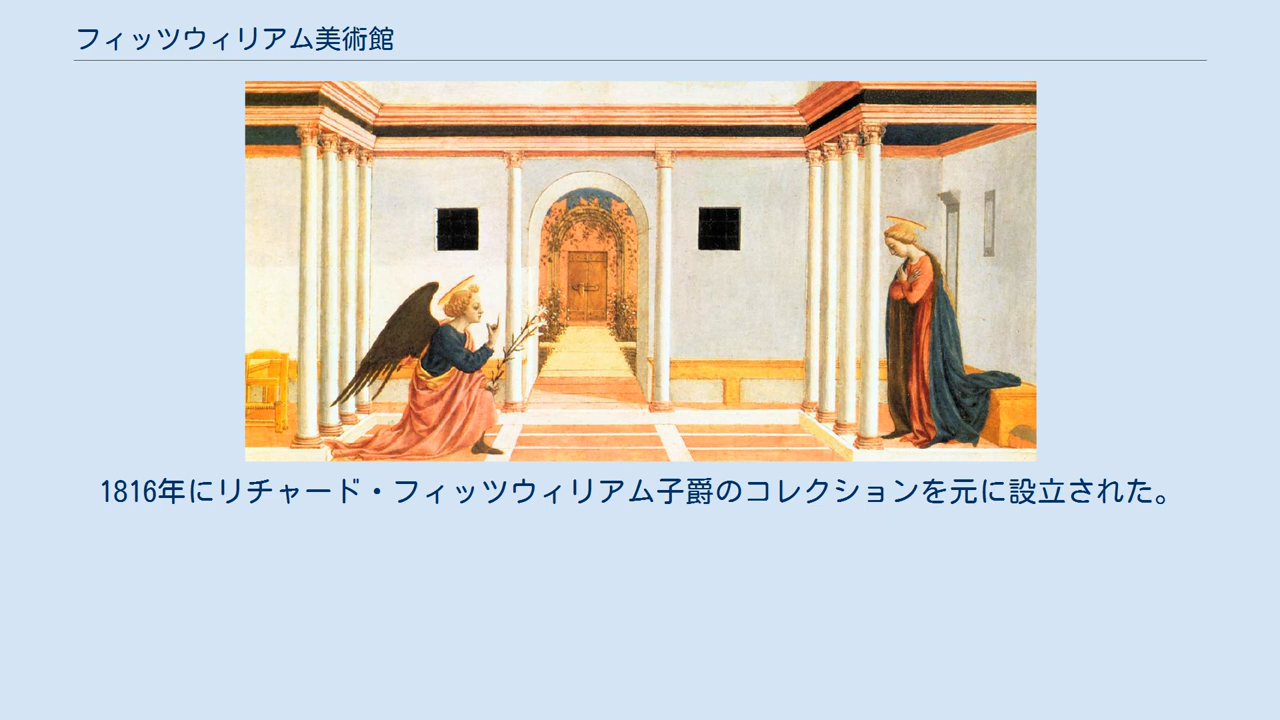 フィッツウィリアム美術館
1816年にリチャード・フィッツウィリアム子爵のコレクションを元に設立された。